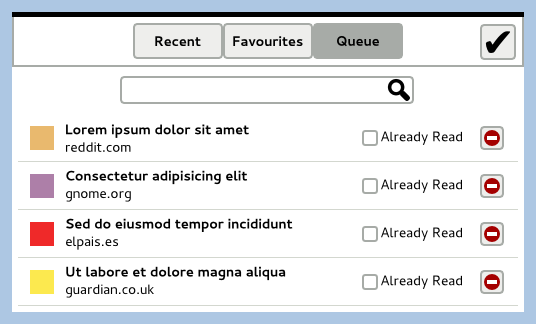 Recent Favourites Queue
Lorem ipsum dolor sit amet
reddit.com
Already Read
Consectetur adipisicing elit
gnome.org
Already Read
Sed do eiusmod tempor incididunt
elpais.es
Already Read
Ut labore et dolore magna aliqua
guardian.co.uk
Already Read